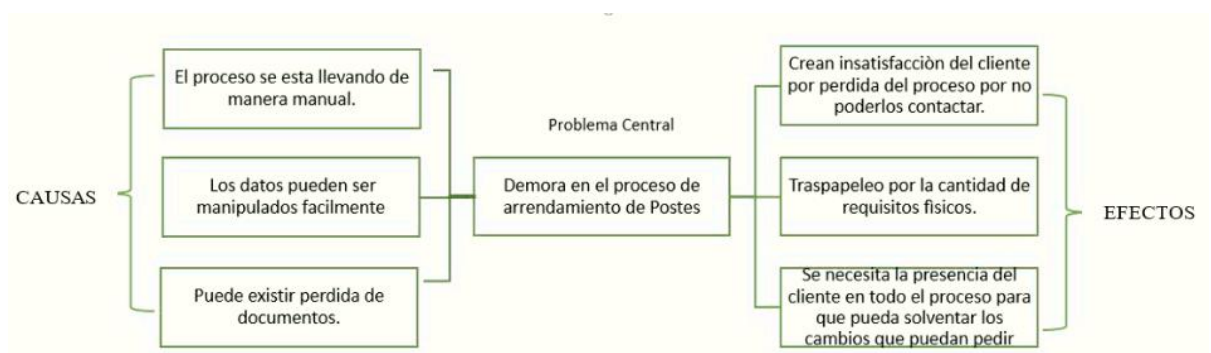 CAUSAS
El proceso se esta llevando de
manera manual.
Los datos pueden ser
manipulados facilmente
Puede existir perdida de
documentos.
Problema Central
Demora en el proceso de
arrendamiento de Postes
Crean insatisfacciòn del cliente
por perdida del proceso por no
poderlos contactar.
Traspapeleo por la cantidad de
requisitos fìsicos.
Se necesita la presencia del
cliente en todo el proceso para
que pueda solventar los
cambios que puedan pedir
EFECTOS